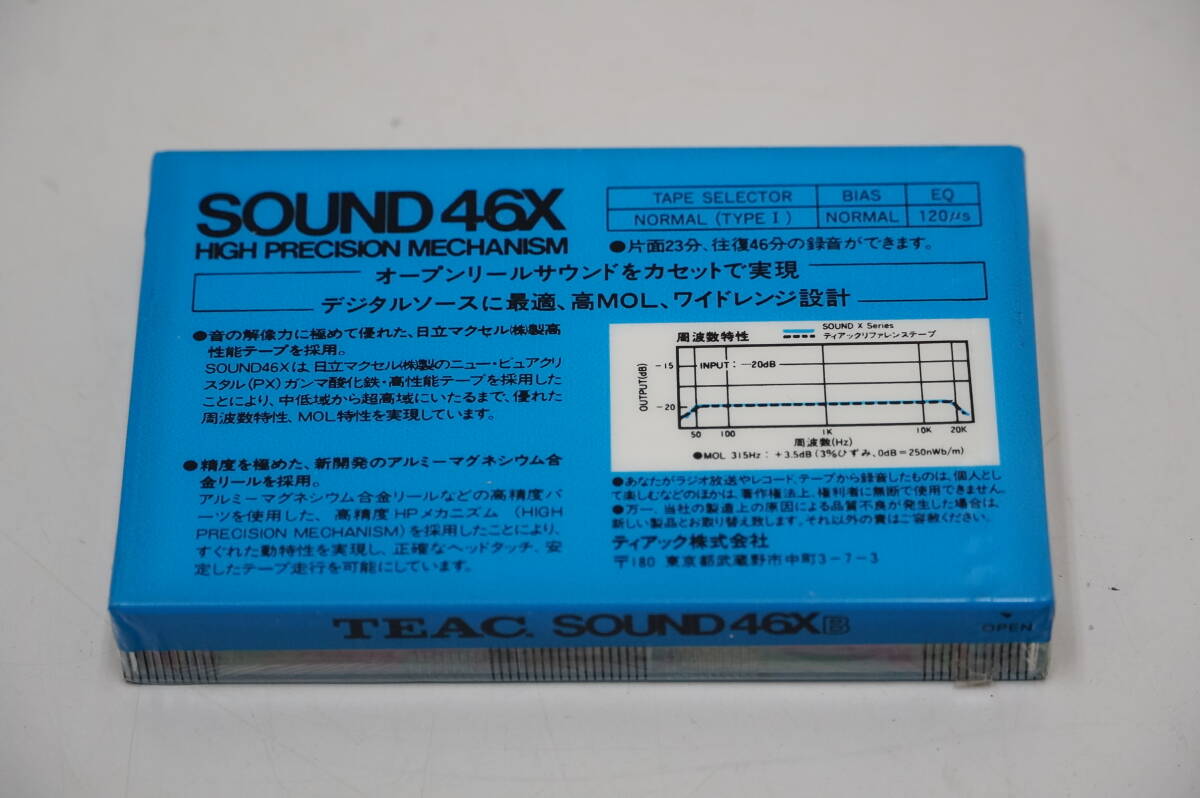 SOUND 46X
HIGH PRECISION MECHANISM
TAPE SELECTOR BIAS EQ
NORMAL (TYPE I) NORMAL 120μs
●片面23分、往復46分の録音ができます。
オープンリールサウンドをカセットで実現
デジタルソースに最適、高MOL、ワイドレンジ設計
●音の解像力に極めて優れた、日立マクセル㈱製高
性能テープを採用。
SOUND46Xは、日立マクセル㈱製のニュー・ピュアクリ
スタル(PX)ガンマ酸化鉄・高性能テープを採用した
ことにより、中低域から超高域にいたるまで、優れた
周波数特性、MOL特性を実現しています。
●精度を極めた、新開発のアルミーマグネシウム合
金リールを採用。
アルミーマグネシウム合金リールなどの高精度パ
ーツを使用した、高精度HPメカニズム (HIGH
PRECISION MECHANISM)を採用したことにより、
すぐれた動特性を実現し、正確なヘッドタッチ、安
定したテープ走行を可能にしています。
周波数特性
SOUND X Series
ティアックリファレンステープ
INPUT: -20dB
OUTPUT(dB)
-15
-20
50 100 1K 10K 20K
周波数(Hz)
●MOL 315Hz: +3.5dB (3%ひずみ、0dB=250nWb/m)
●あなたがラジオ放送やレコード、テープから録音したものは、個人とし
て楽しむなどのほかは、著作権法上、権利者に無断で使用できません。
●万一、当社の製造上の原因による品質不良が発生した場合は、
新しい製品とお取り替え致します。それ以外の責はご容赦ください。
ティアック株式会社
〒180 東京都武蔵野市中町3-7-3
TEAC. SOUND46X B
OPEN